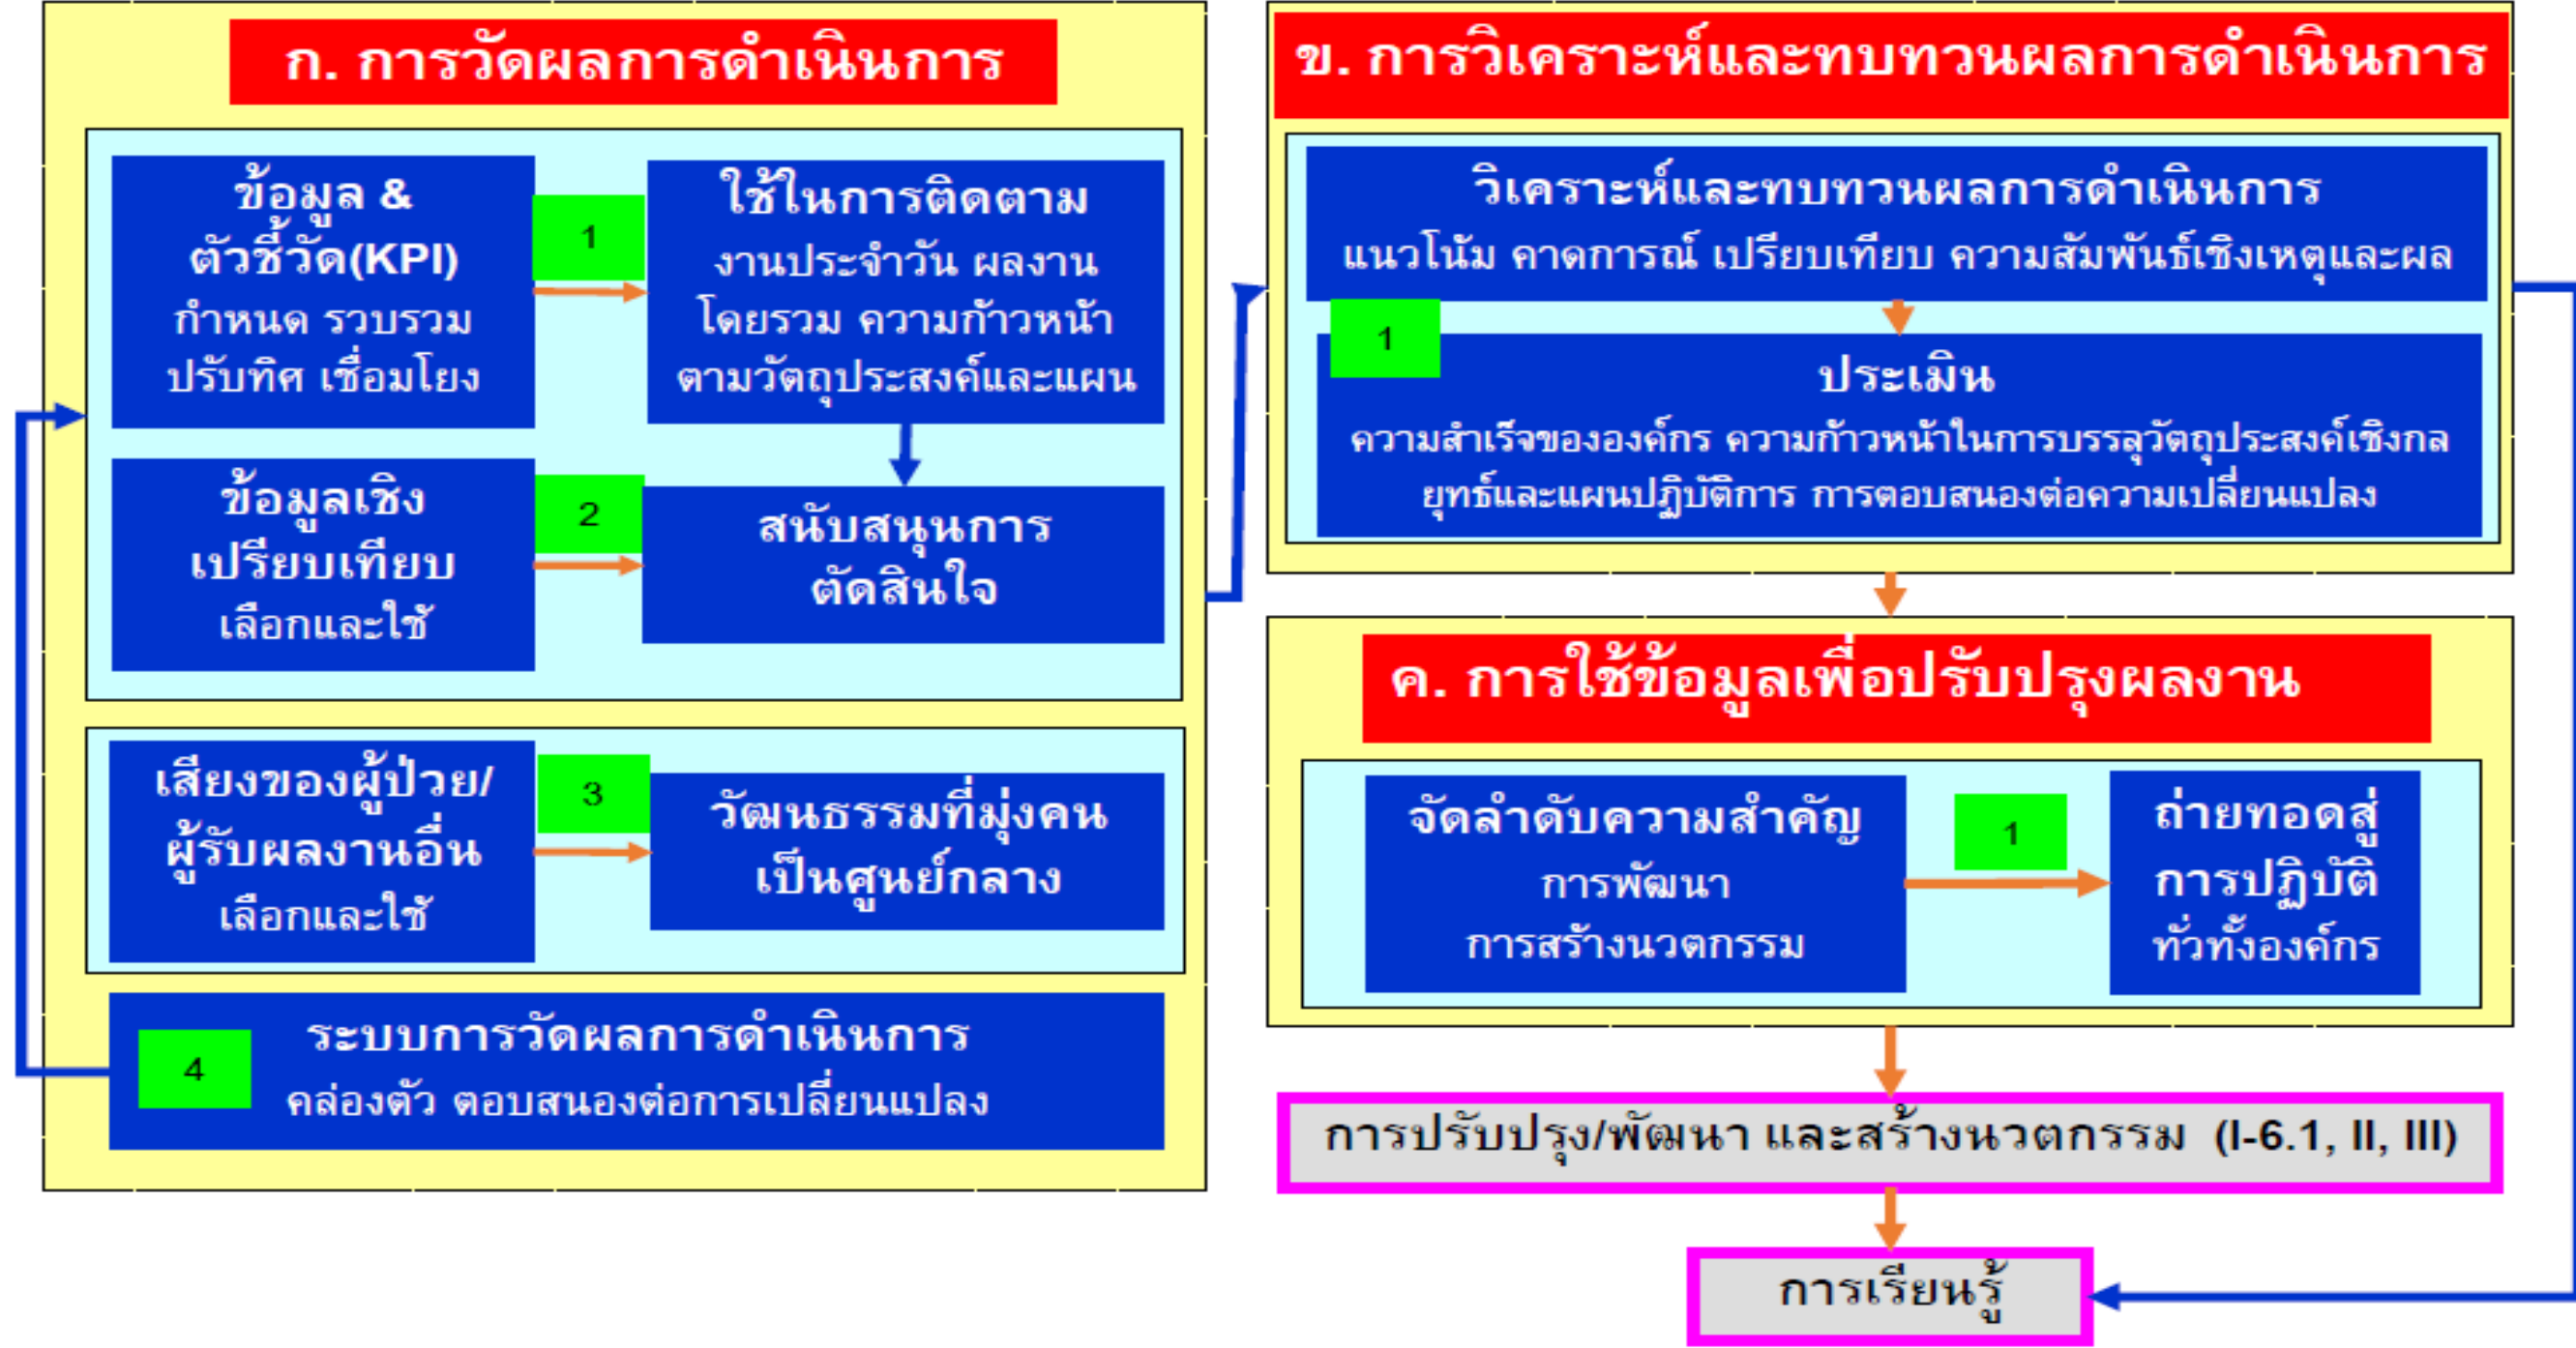 ก. การวัดผลการดำเนินการ
ข้อมูล &
ตัวชี้วัด(KPI)
กำหนด รวบรวม
ปรับทิศ เชื่อมโยง
1
ใช้ในการติดตาม
งานประจำวัน ผลงาน
โดยรวม ความก้าวหน้า
ตามวัตถุประสงค์และแผน
ข้อมูลเชิง
เปรียบเทียบ
เลือกและใช้
2
สนับสนุนการ
ตัดสินใจ
เสียงของผู้ป่วย/
ผู้รับผลงานอื่น
เลือกและใช้
3
วัฒนธรรมที่มุ่งคน
เป็นศูนย์กลาง
4
ระบบการวัดผลการดำเนินการ
คล่องตัว ตอบสนองต่อการเปลี่ยนแปลง
ข. การวิเคราะห์และทบทวนผลการดำเนินการ
วิเคราะห์และทบทวนผลการดำเนินการ
แนวโน้ม คาดการณ์ เปรียบเทียบ ความสัมพันธ์เชิงเหตุและผล
1
ประเมิน
ความสำเร็จขององค์กร ความก้าวหน้าในการบรรลุวัตถุประสงค์เชิงกล
ยุทธ์และแผนปฏิบัติการ การตอบสนองต่อความเปลี่ยนแปลง
ค. การใช้ข้อมูลเพื่อปรับปรุงผลงาน
จัดลำดับความสำคัญ
การพัฒนา
การสร้างนวตกรรม
1
ถ่ายทอดสู่
การปฏิบัติ
ทั่วทั้งองค์กร
การปรับปรุง/พัฒนา และสร้างนวตกรรม (I-6.1, II, III)
การเรียนรู้